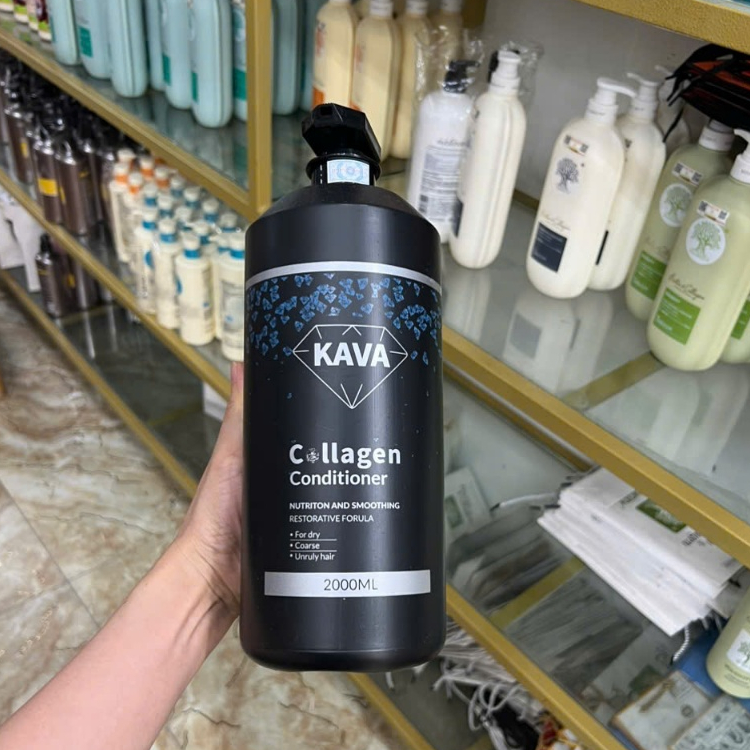 KAVA
Collagen
Conditioner
NUTRITON AND SMOOTHING
RESTORATIVE FORULA
• For dry
• Coarse
• Unruly hair
2000ML